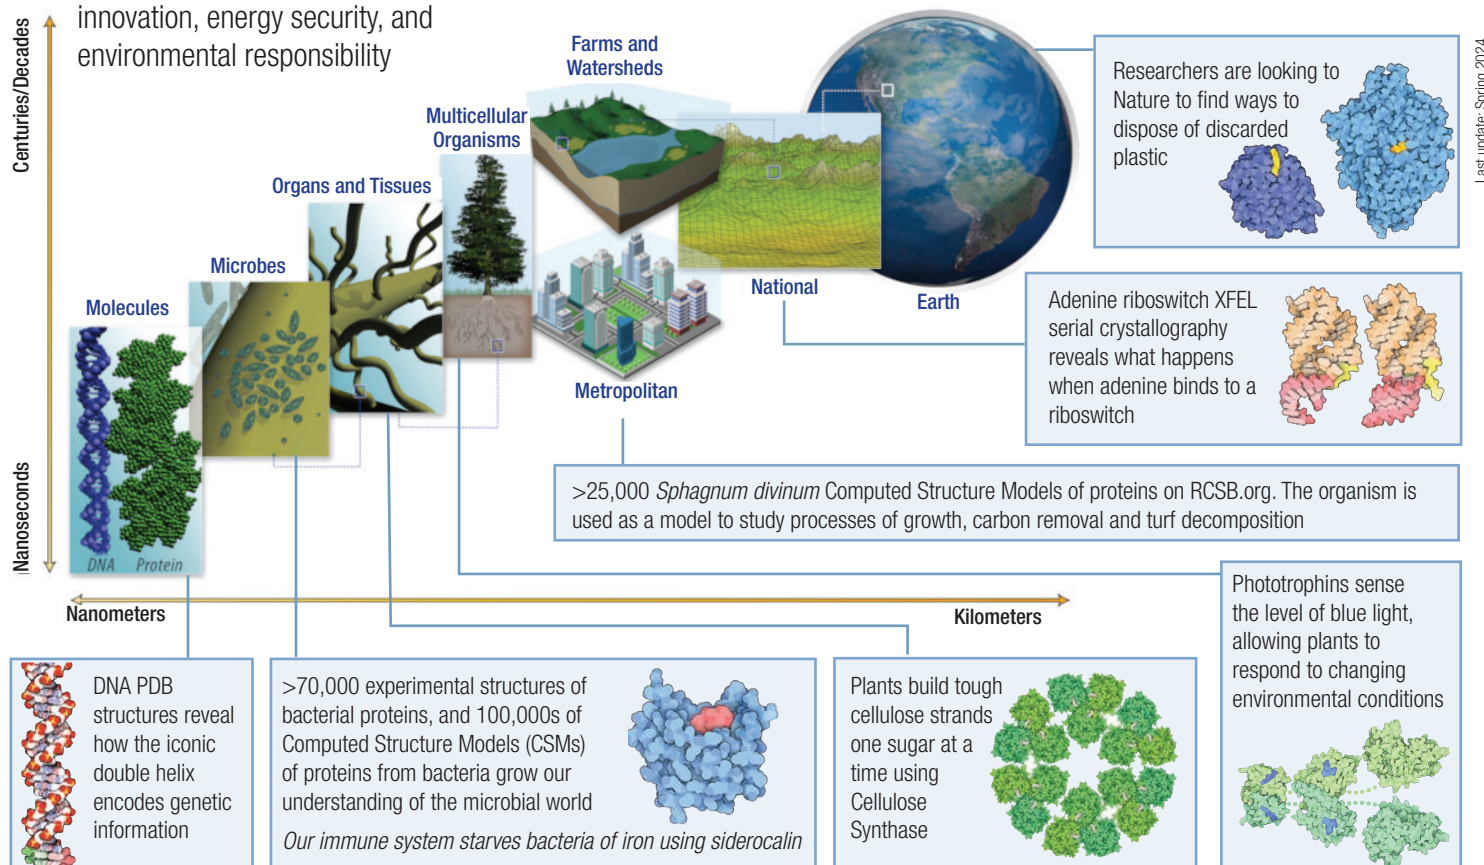 innovation, energy security, and
environmental responsibility
Centuries/Decades
Nanoseconds
Farms and
Watersheds
Multicellular
Organisms
Organs and Tissues
Microbes
Molecules
DNA Protein
National
Earth
Metropolitan
Nanometers
Kilometers
Researchers are looking to
Nature to find ways to
dispose of discarded
plastic
Last update: Spring 2024
Adenine riboswitch XFEL
serial crystallography
reveals what happens
when adenine binds to a
riboswitch
>25,000 Sphagnum divinum Computed Structure Models of proteins on RCSB.org. The organism is
used as a model to study processes of growth, carbon removal and turf decomposition
Phototrophins sense
the level of blue light,
allowing plants to
respond to changing
environmental conditions
DNA PDB
structures reveal
how the iconic
double helix
encodes genetic
information
>70,000 experimental structures of
bacterial proteins, and 100,000s of
Computed Structure Models (CSMs)
of proteins from bacteria grow our
understanding of the microbial world
Our immune system starves bacteria of iron using siderocalin
Plants build tough
cellulose strands
one sugar at a
time using
Cellulose
Synthase